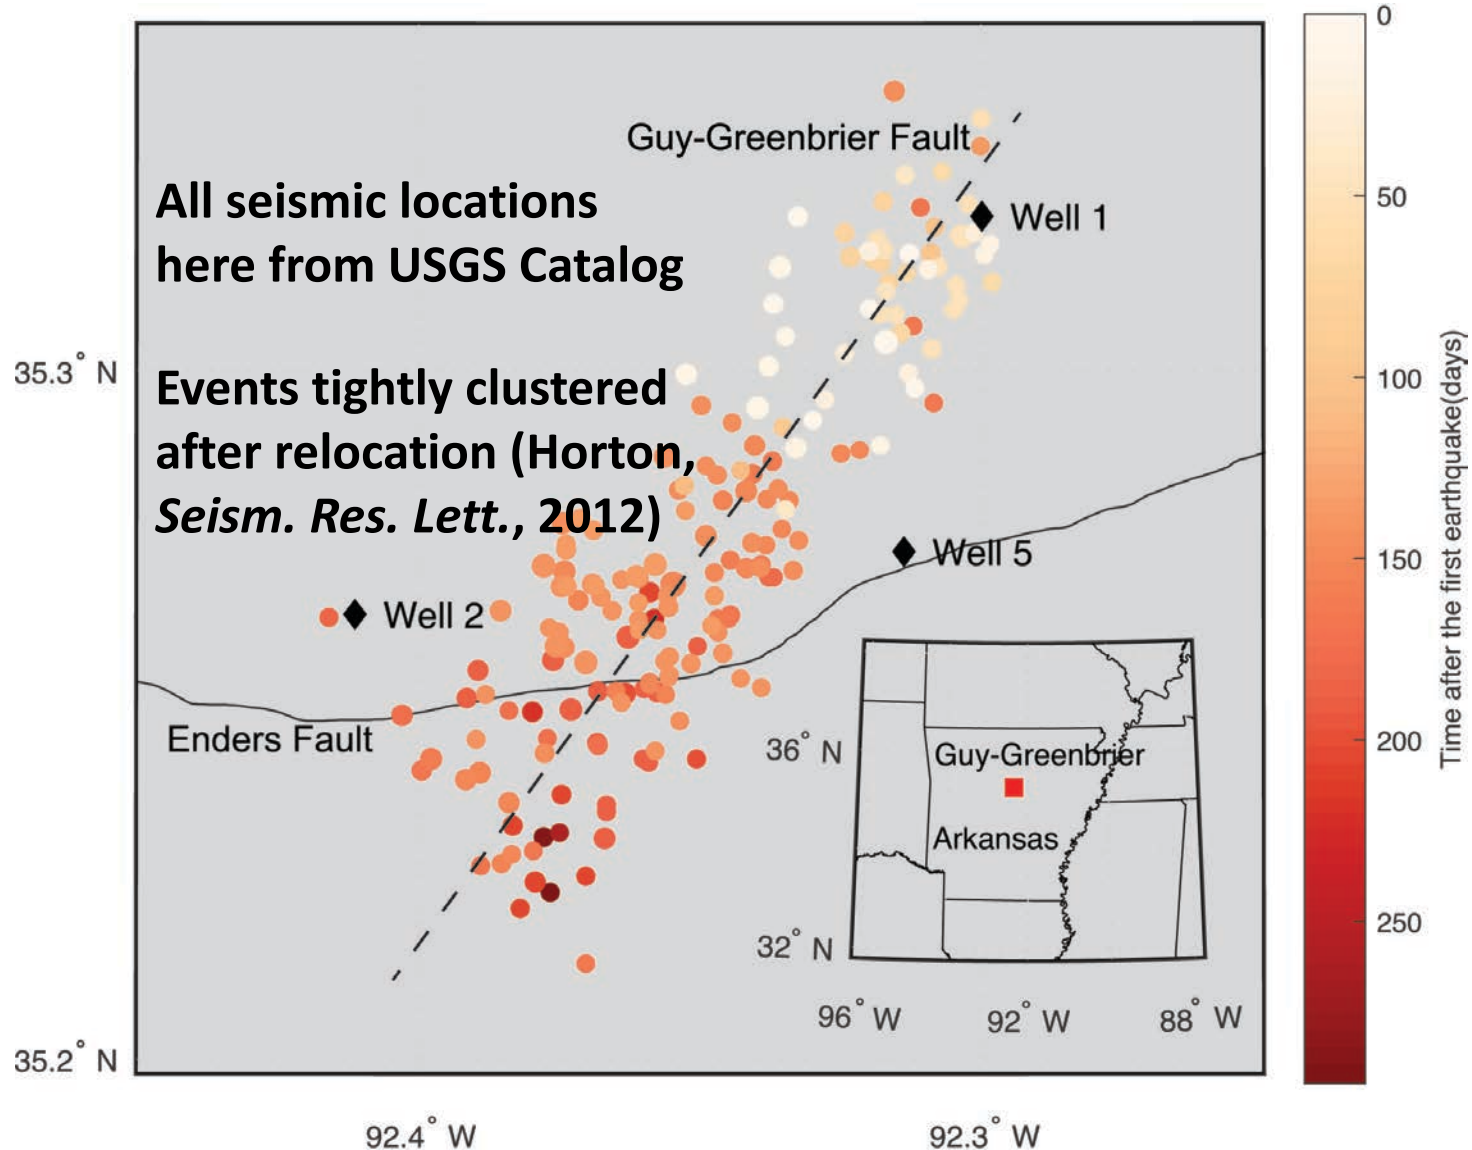 Guy-Greenbrier Fault
All seismic locations
here from USGS Catalog
Well 1
Events tightly clustered
after relocation (Horton,
Seism. Res. Lett., 2012)
Well 5
Well 2
Enders Fault
35.3° N
35.2° N
92.4° W
92.3° W
Guy-Greenbrier
Arkansas
36° N
32° N
96° W
92° W
88° W
0
50
100
150
200
250
Time after the first earthquake(days)